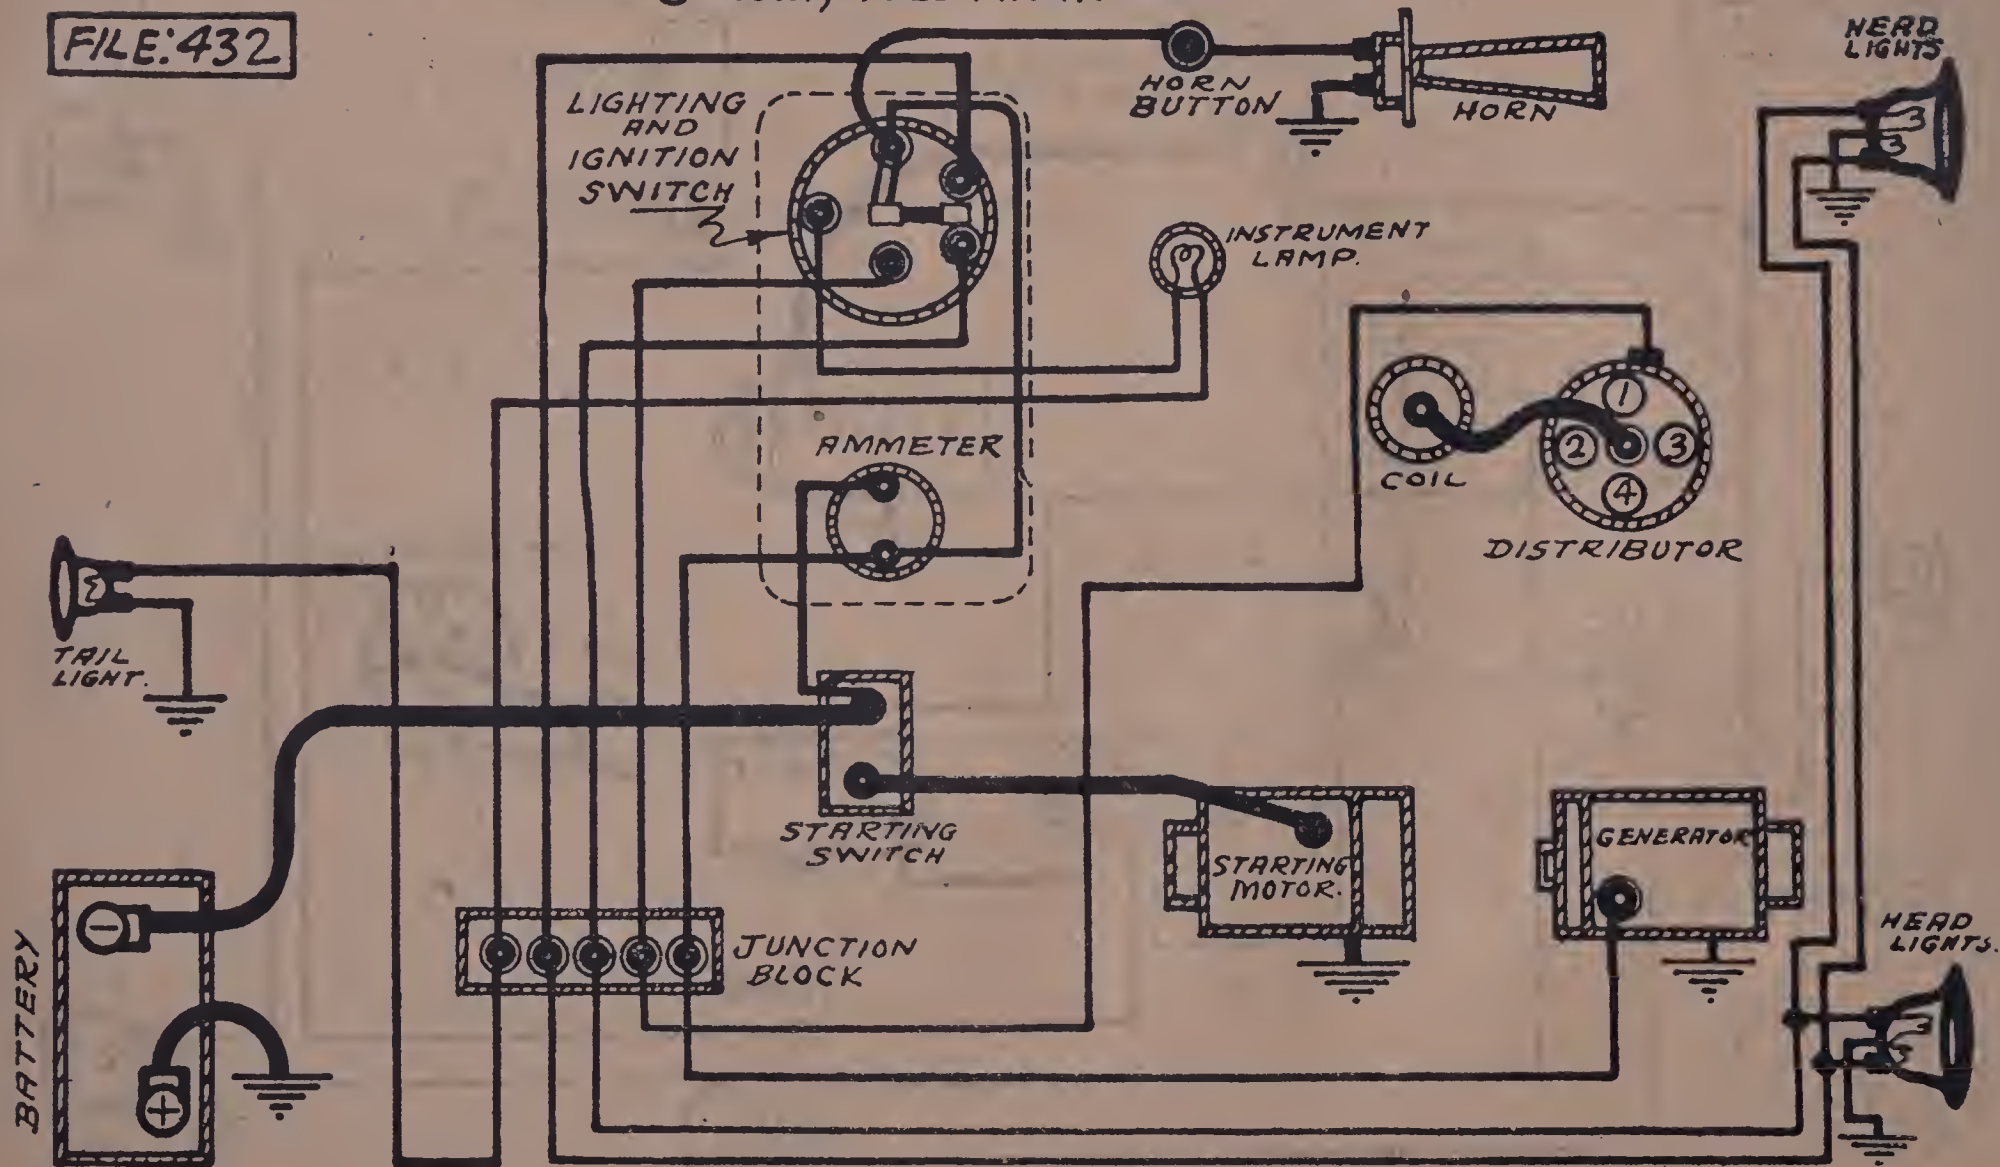 FILE:432
LIGHTING
AND
IGNITION
SWITCH
HORN
BUTTON
HORN
HEAD
LIGHTS
INSTRUMENT
LAMP.
AMMETER
COIL
1
2
3
4
DISTRIBUTOR
TAIL
LIGHT.
STARTING
SWITCH
STARTING
MOTOR.
GENERATOR
JUNCTION
BLOCK
HEAD
LIGHTS.
BATTERY
-
+